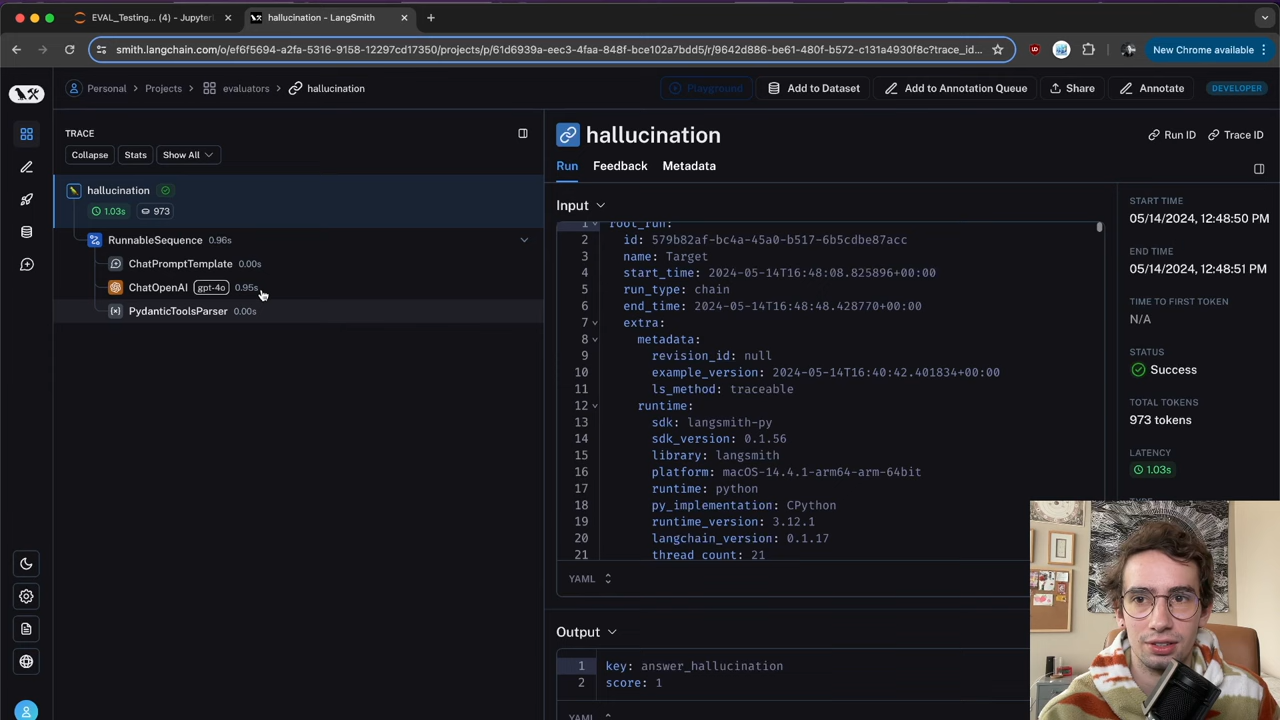 EVAL_Testing... (4) - Jupyter
hallucination - LangSmith
smith.langchain.com/o/ef6f5694-a2fa-5316-9158-12297cd17350/projects/p/61d6939a-eec3-4faa-848f-bce102a7bdd5/r/9642d886-be61-480f-b572-c131a4930f8c?trace_id...
New Chrome available
Personal
Projects
evaluators
hallucination
Playground
Add to Dataset
Add to Annotation Queue
Share
Annotate
DEVELOPER
TRACE
Collapse
Stats
Show All
hallucination
1.03s
973
RunnableSequence 0.96s
ChatPromptTemplate 0.00s
ChatOpenAI gpt-4o 0.95s
PydanticToolsParser 0.00s
hallucination
Run ID
Trace ID
Run
Feedback
Metadata
Input
1 root_run:
2 id: 579b82af-bc4a-45a0-b517-6b5cdbe87acc
3 name: Target
4 start_time: 2024-05-14T16:48:08.825896+00:00
5 run_type: chain
6 end_time: 2024-05-14T16:48:48.428770+00:00
7 extra:
8 metadata:
9 revision_id: null
10 example_version: 2024-05-14T16:40:42.401834+00:00
11 ls_method: traceable
12 runtime:
13 sdk: langsmith-py
14 sdk_version: 0.1.56
15 library: langsmith
16 platform: macOS-14.4.1-arm64-arm-64bit
17 runtime: python
18 py_implementation: CPython
19 runtime_version: 3.12.1
20 langchain_version: 0.1.17
21 thread_count: 21
YAML
Output
1 key: answer_hallucination
2 score: 1
YAML
START TIME
05/14/2024, 12:48:50 PM
END TIME
05/14/2024, 12:48:51 PM
TIME TO FIRST TOKEN
N/A
STATUS
Success
TOTAL TOKENS
973 tokens
LATENCY
1.03s